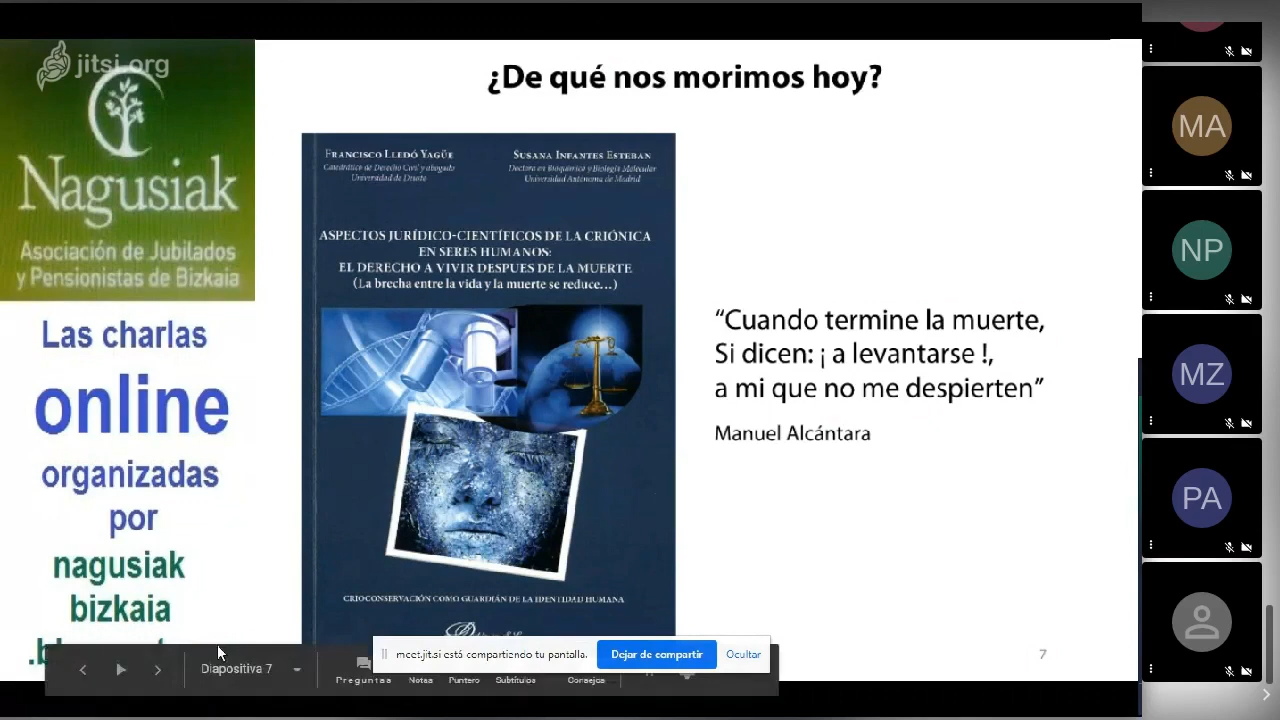 jitsi.org
Nagusiak
Asociación de Jubilados
y Pensionistas de Bizkaia
Las charlas
online
organizadas
por
nagusiak
bizkaia
¿De qué nos morimos hoy?
FRANCISCO LLEDÓ YAGÜE
Catedrático de Derecho Civil y abogado
Universidad de Deusto
SUSANA INFANTES ESTEBAN
Doctora en Bioquímica y Biología Molecular
Universidad Autónoma de Madrid
ASPECTOS JURÍDICO-CIENTÍFICOS DE LA CRIÓNICA
EN SERES HUMANOS:
EL DERECHO A VIVIR DESPUES DE LA MUERTE
(La brecha entre la vida y la muerte se reduce...)
CRIOCONSERVACIÓN COMO GUARDIÁN DE LA IDENTIDAD HUMANA
“Cuando termine la muerte,
Si dicen: ¡ a levantarse !,
a mi que no me despierten”
Manuel Alcántara
7
meet.jit.si está compartiendo tu pantalla.
Dejar de compartir
Ocultar
Diapositiva 7
Preguntas
Notas
Puntero
Subtítulos
Consejos
MA
NP
MZ
PA